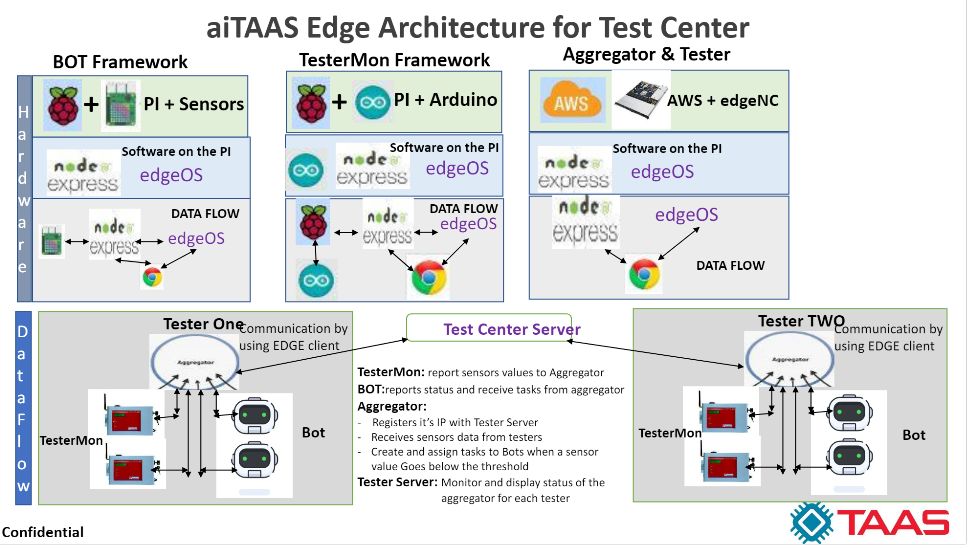 aiTAAS Edge Architecture for Test Center
BOT Framework
TesterMon Framework
Aggregator & Tester
Hardware
+ PI + Sensors
+ PI + Arduino
AWS
AWS + edgeNC
Software on the PI
node
express
edgeOS
Software on the PI
node
express
edgeOS
Software on the PI
node
express
edgeOS
DATA FLOW
node
express
edgeOS
DATA FLOW
node
express
edgeOS
node
express
edgeOS
DATA FLOW
DataFlow
Tester One
Communication by
using EDGE client
Aggregator
TesterMon
Bot
Test Center Server
TesterMon: report sensors values to Aggregator
BOT:reports status and receive tasks from aggregator
Aggregator:
- Registers it’s IP with Tester Server
- Receives sensors data from testers
- Create and assign tasks to Bots when a sensor
value Goes below the threshold
Tester Server: Monitor and display status of the
aggregator for each tester
Tester TWO
Communication by
using EDGE client
Aggregator
TesterMon
Bot
Confidential
TAAS